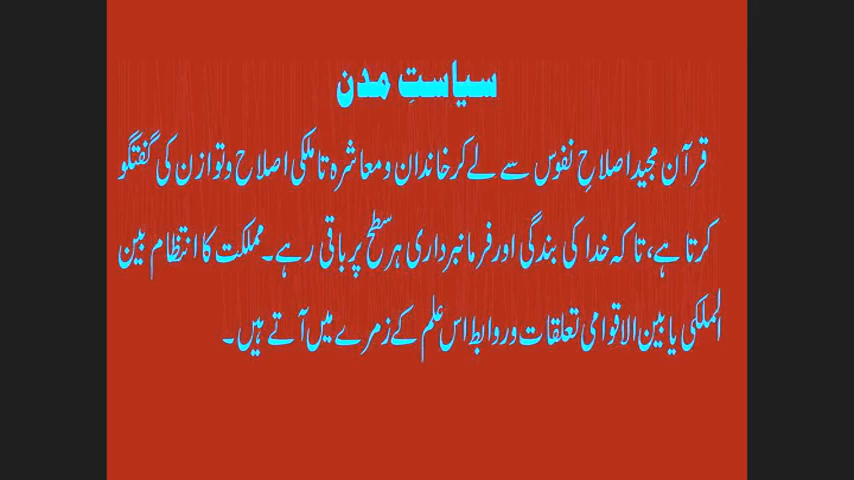 سیاستِ مدن
قرآن مجید اصلاحِ نفوس سے لے کر خاندان و معاشرہ تا ملکی اصلاح و توازن کی گفتگو
کرتا ہے، تا کہ خدا کی بندگی اور فرمانبرداری ہر سطح پر باقی رہے۔ مملکت کا انتظام بین
الملکی یا بین الاقوامی تعلقات و روابط اس علم کے زمرے میں آتے ہیں۔